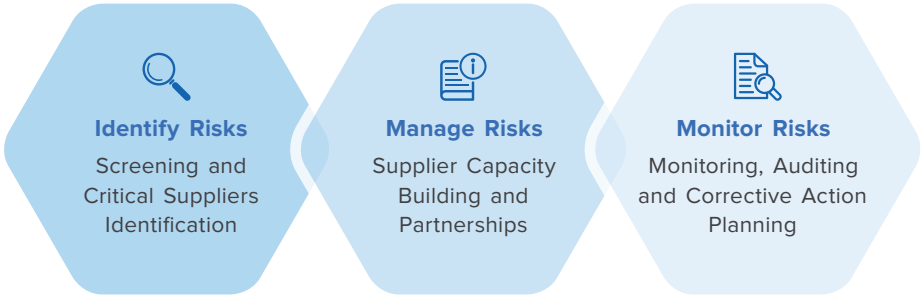 Identify Risks
Screening and
Critical Suppliers
Identification
Manage Risks
Supplier Capacity
Building and
Partnerships
Monitor Risks
Monitoring, Auditing
and Corrective Action
Planning